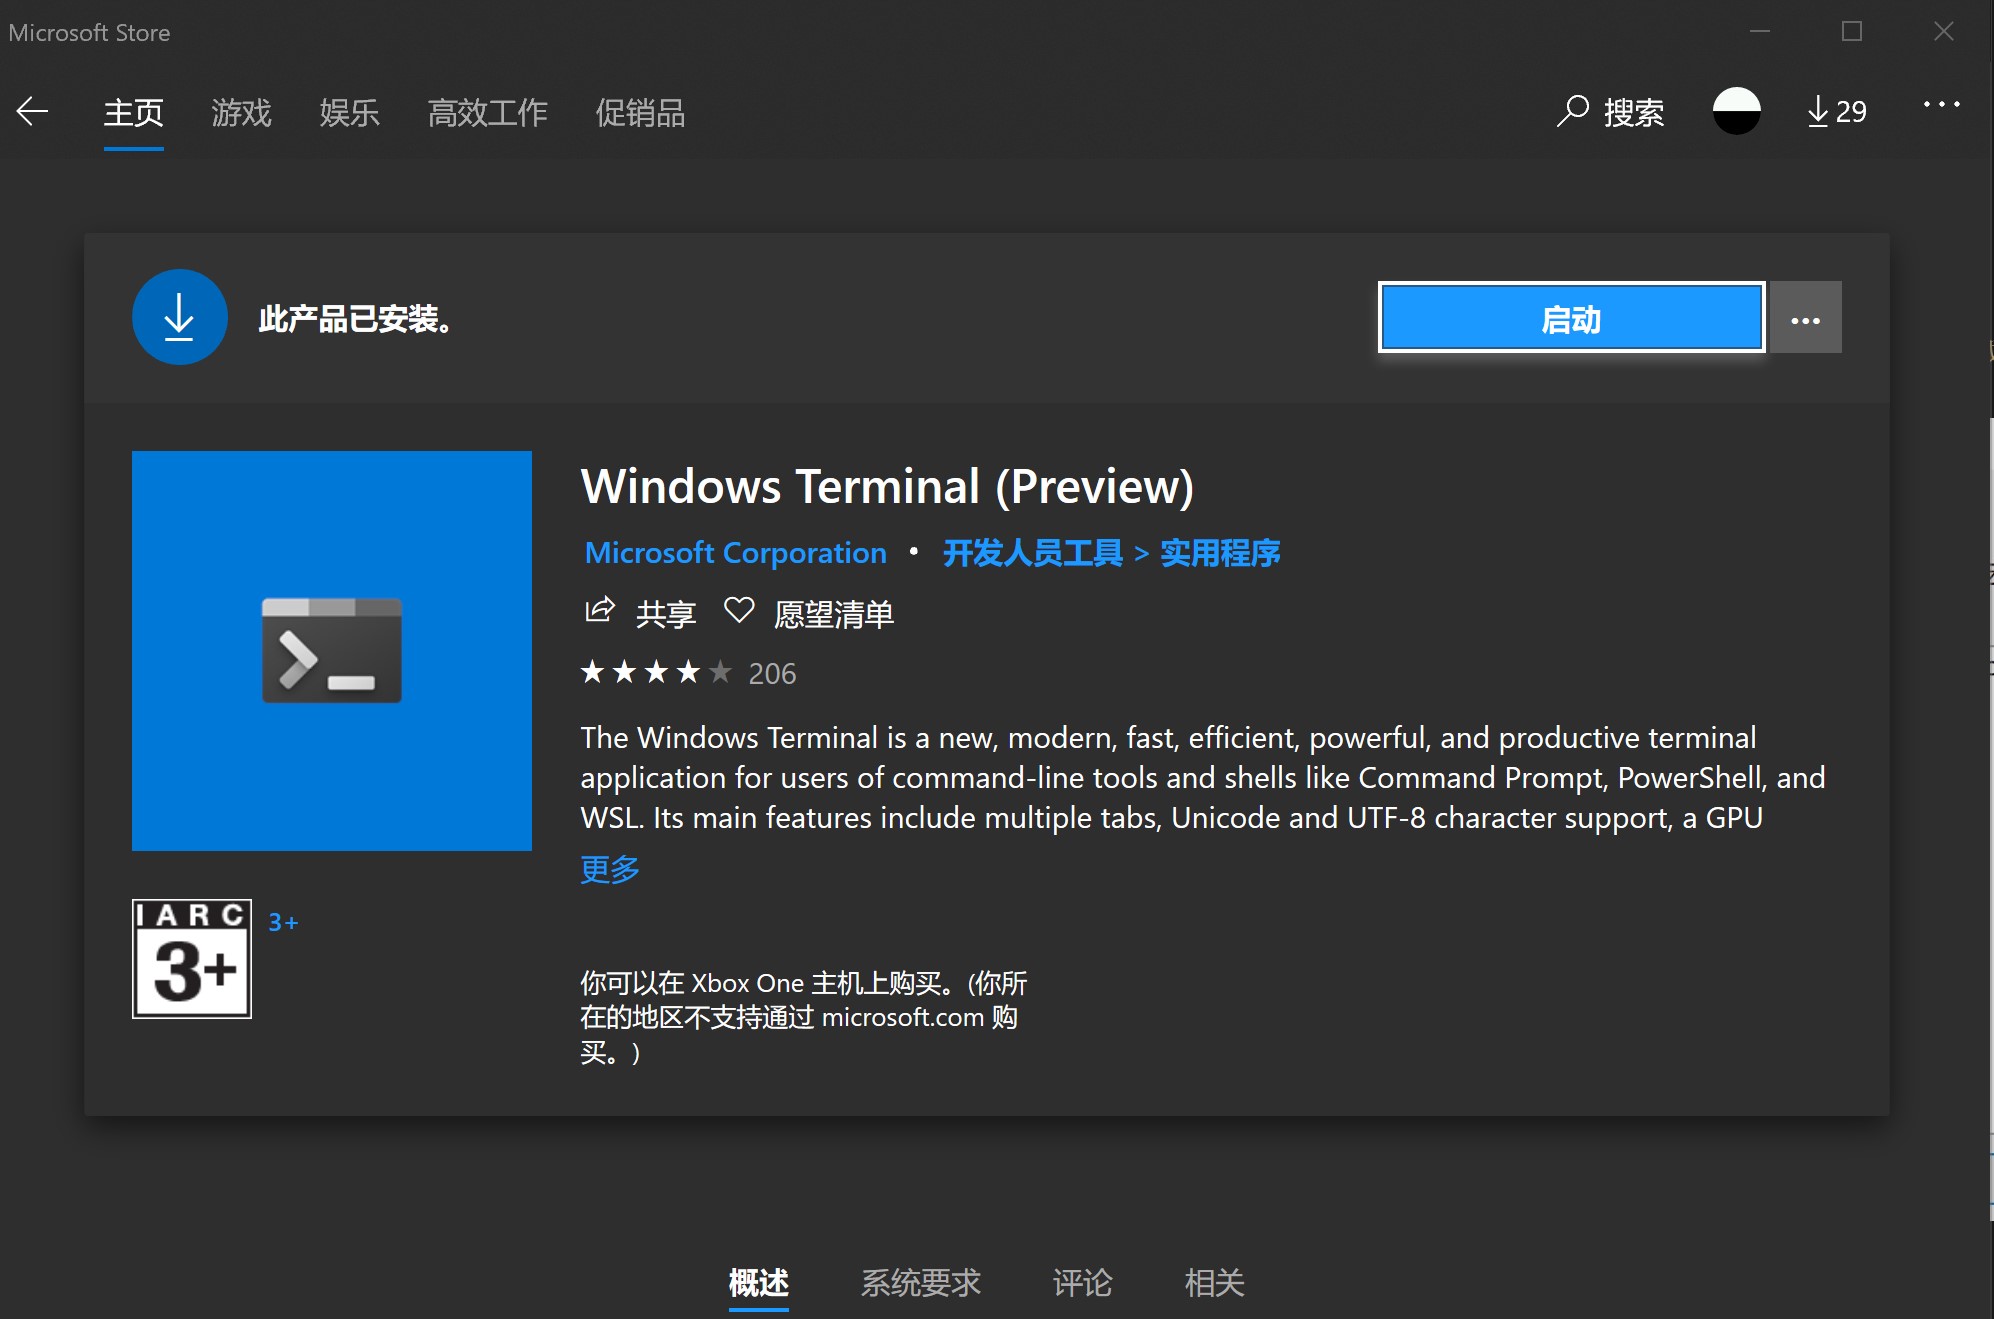 Microsoft Store
主页 游戏 娱乐 高效工作 促销品 搜索 29
此产品已安装。 启动
Windows Terminal (Preview)
Microsoft Corporation • 开发人员工具 > 实用程序
共享 愿望清单
206
The Windows Terminal is a new, modern, fast, efficient, powerful, and productive terminal
application for users of command-line tools and shells like Command Prompt, PowerShell, and
WSL. Its main features include multiple tabs, Unicode and UTF-8 character support, a GPU
更多
IARC
3+
3+
你可以在 Xbox One 主机上购买。(你所
在的地区不支持通过 microsoft.com 购
买。)
概述 系统要求 评论 相关